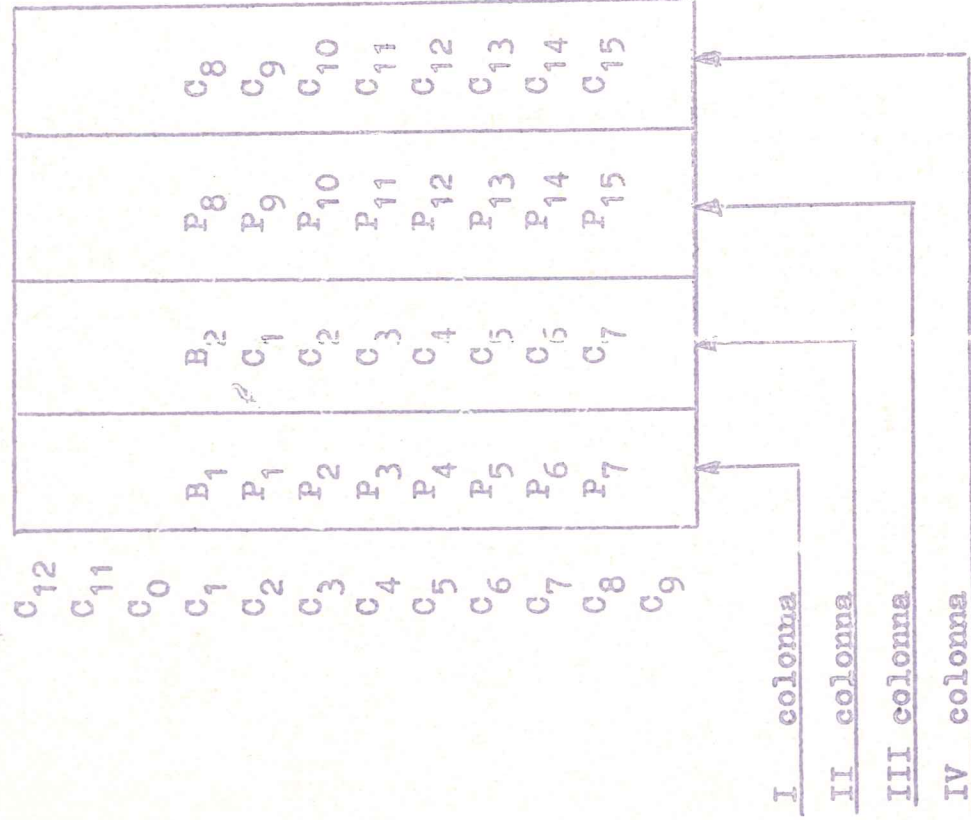 C12
C11
C0
C1 B1 B2 P8 C8
C2 P1 C1 P9 C9
C3 P2 C2 P10 C10
C4 P3 C3 P11 C11
C5 P4 C4 P12 C12
C6 P5 C5 P13 C13
C7 P6 C6 P14 C14
C8 P7 C7 P15 C15
C9
I colonna
II colonna
III colonna
IV colonna